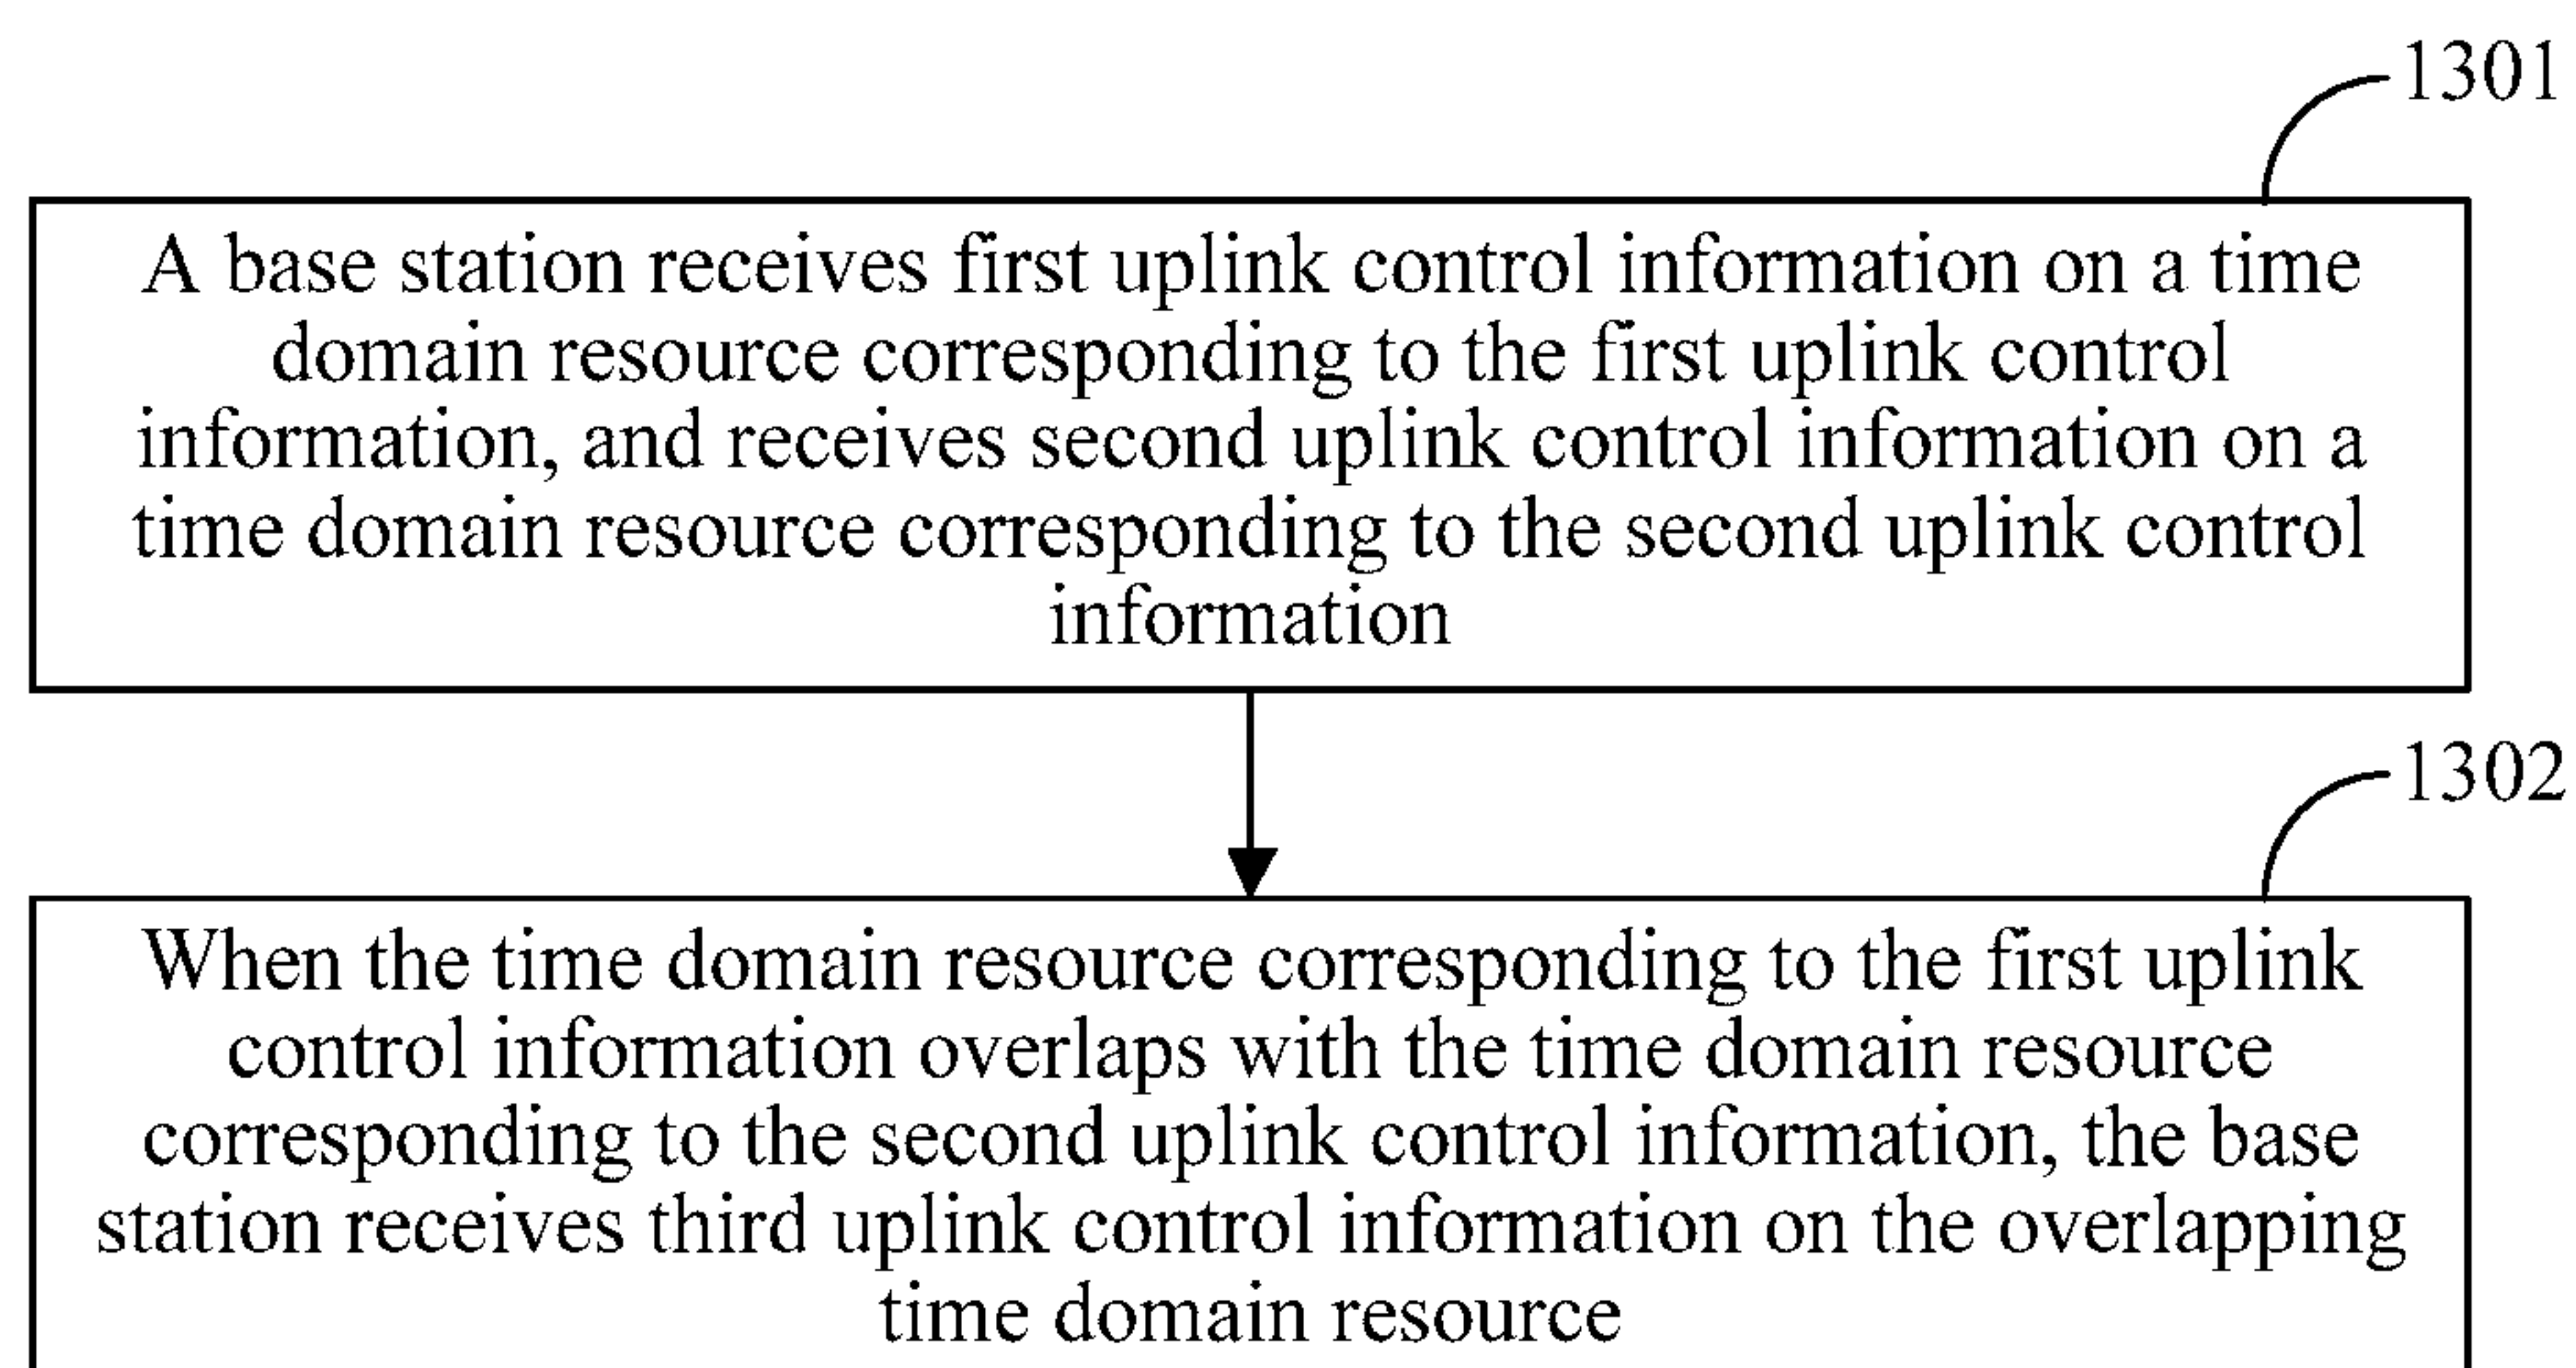 1301
A base station receives first uplink control information on a time
domain resource corresponding to the first uplink control
information, and receives second uplink control information on a
time domain resource corresponding to the second uplink control
information
1302
When the time domain resource corresponding to the first uplink
control information overlaps with the time domain resource
corresponding to the second uplink control information, the base
station receives third uplink control information on the overlapping
time domain resource